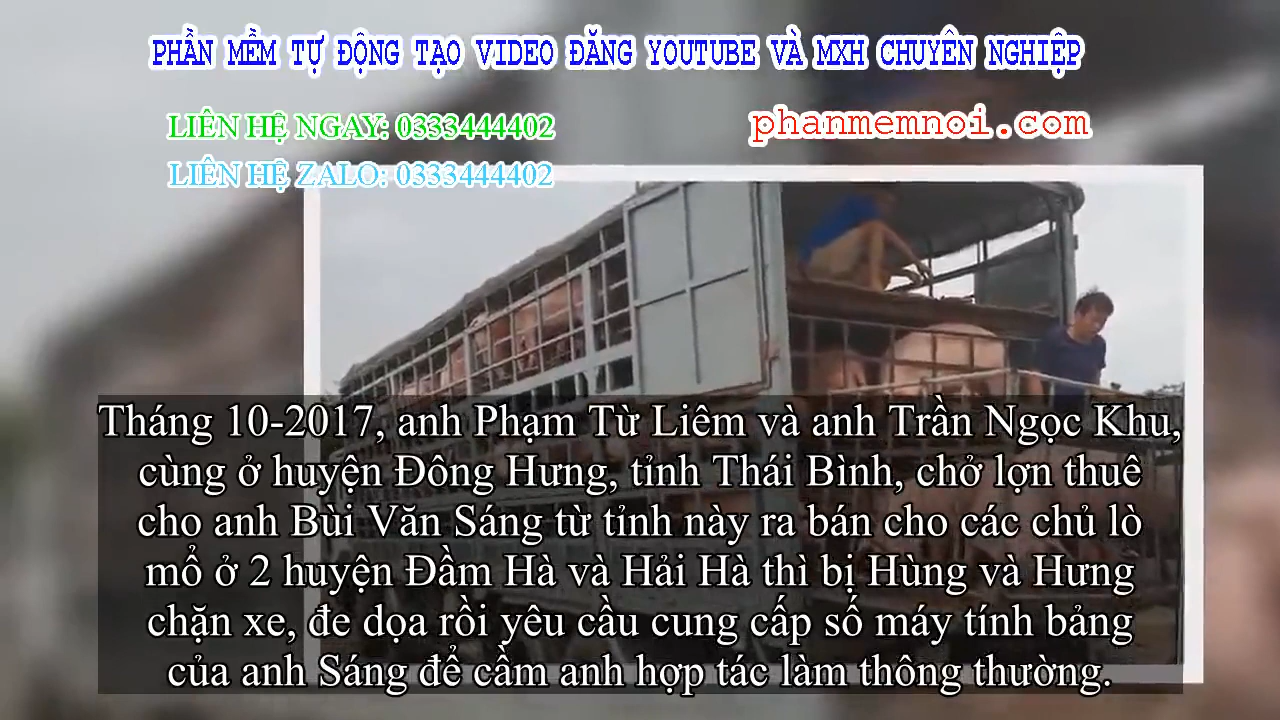 PHẦN MỀM TỰ ĐỘNG TẠO VIDEO ĐĂNG YOUTUBE VÀ MXH CHUYÊN NGHIỆP
LIÊN HỆ NGAY: 0333444402
phanmemnoi.com
LIÊN HỆ ZALO: 0333444402
Tháng 10-2017, anh Phạm Từ Liêm và anh Trần Ngọc Khu,
cùng ở huyện Đông Hưng, tỉnh Thái Bình, chở lợn thuê
cho anh Bùi Văn Sáng từ tỉnh này ra bán cho các chủ lò
mổ ở 2 huyện Đầm Hà và Hải Hà thì bị Hùng và Hưng
chặn xe, đe dọa rồi yêu cầu cung cấp số máy tính bảng
của anh Sáng để cầm anh hợp tác làm thông thường.